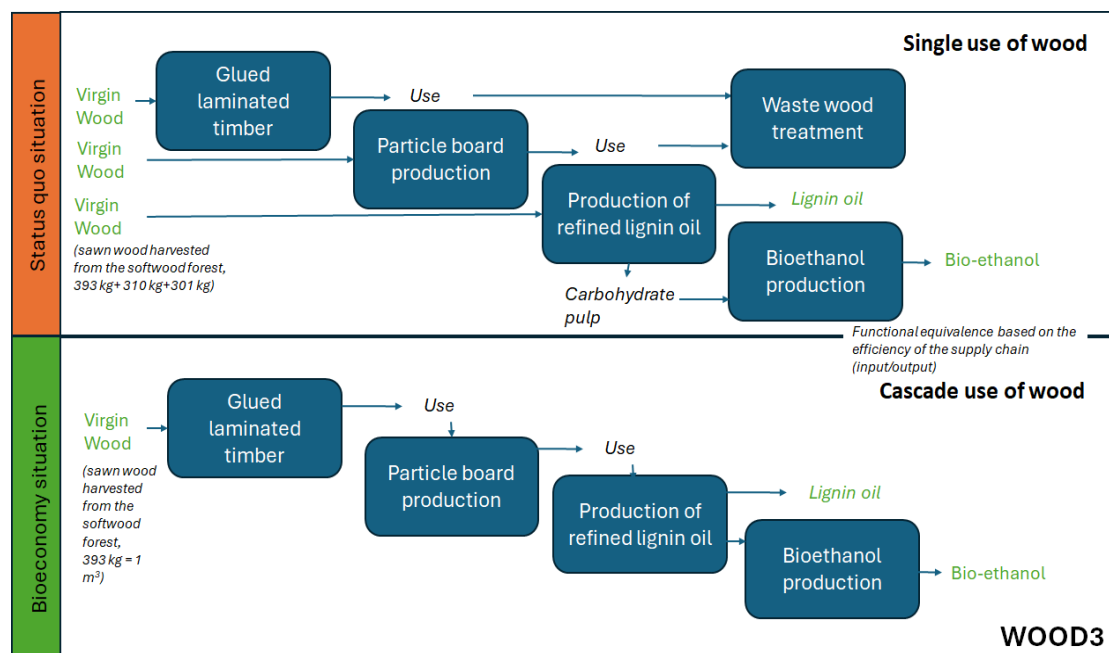 Status quo situation
Single use of wood
Virgin
Wood
Glued
laminated
timber
Use
Waste wood
treatment
Virgin
Wood
Particle board
production
Use
Virgin
Wood
(sawn wood harvested
from the softwood forest,
393 kg+ 310 kg+301 kg)
Production of
refined lignin oil
Lignin oil
Carbohydrate
pulp
Bioethanol
production
Bio-ethanol
Functional equivalence based on the
efficiency of the supply chain
(input/output)
Bioeconomy situation
Cascade use of wood
Virgin
Wood
(sawn wood
harvested
from the
softwood
forest,
393 kg = 1
m³)
Glued
laminated
timber
Use
Particle board
production
Use
Production of
refined lignin oil
Lignin oil
Bioethanol
production
Bio-ethanol
WOOD3